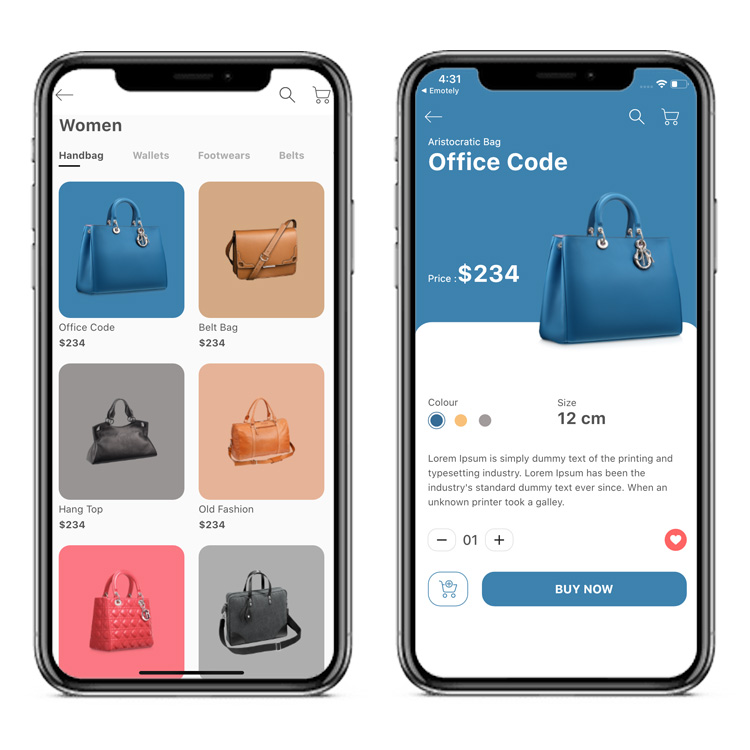 Women
Handbag Wallets Footwears Belts
Office Code Belt Bag
$234 $234
Hang Top Old Fashion
$234 $234
4:31
◀ Emotely
Aristocratic Bag
Office Code
Price : $234
Colour Size
12 cm
Lorem Ipsum is simply dummy text of the printing and
typesetting industry. Lorem Ipsum has been the
industry's standard dummy text ever since. When an
unknown printer took a galley.
01
BUY NOW